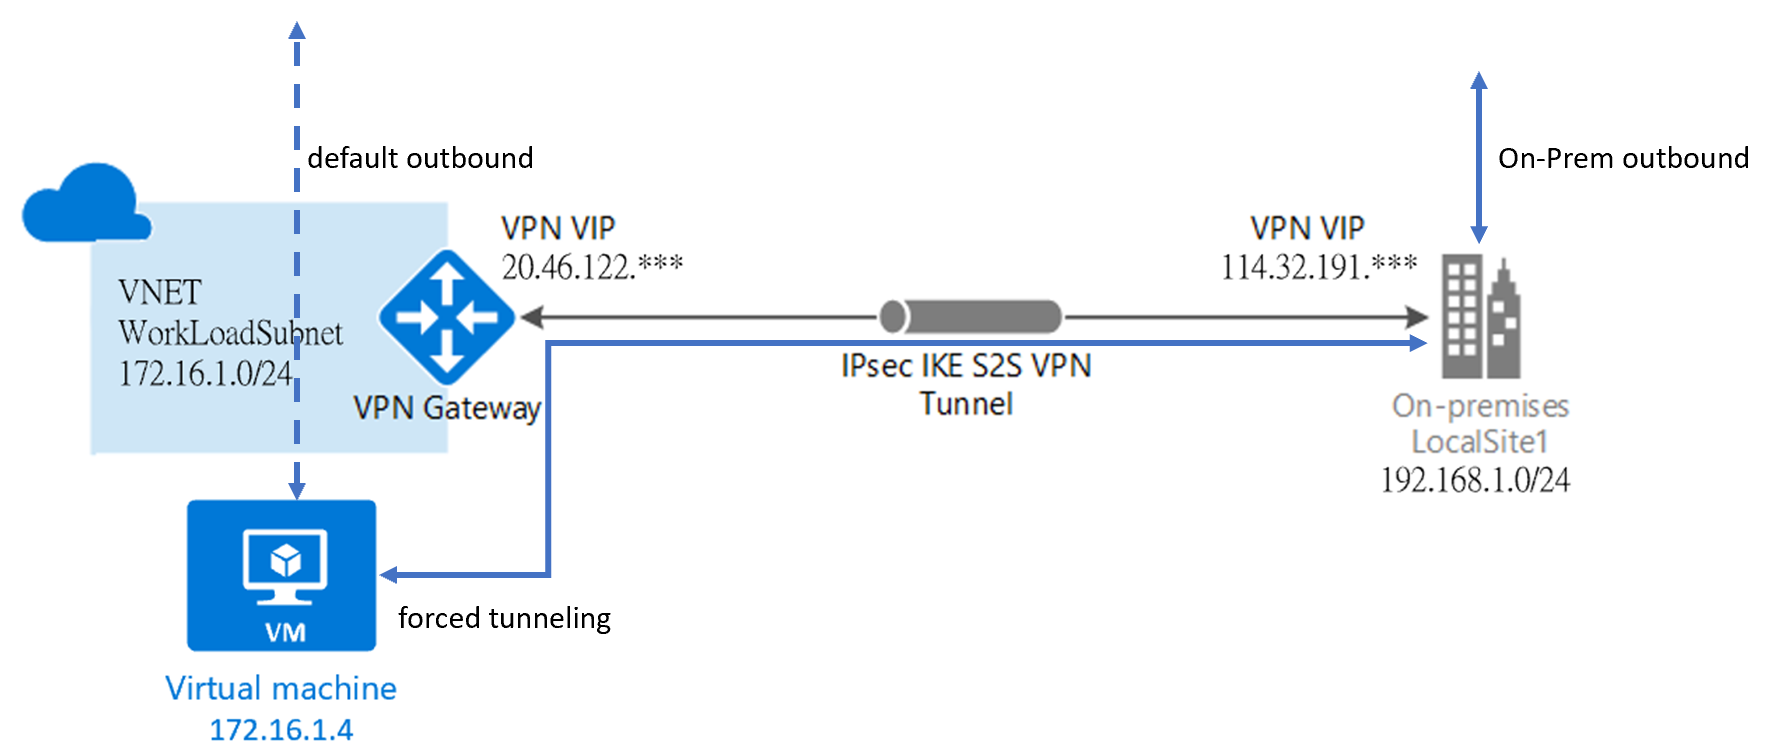 default outbound
On-Prem outbound
VPN VIP
20.46.122.***
VPN VIP
114.32.191.***
VNET
WorkLoadSubnet
172.16.1.0/24
VPN Gateway
IPsec IKE S2S VPN
Tunnel
On-premises
LocalSite1
192.168.1.0/24
VM
forced tunneling
Virtual machine
172.16.1.4